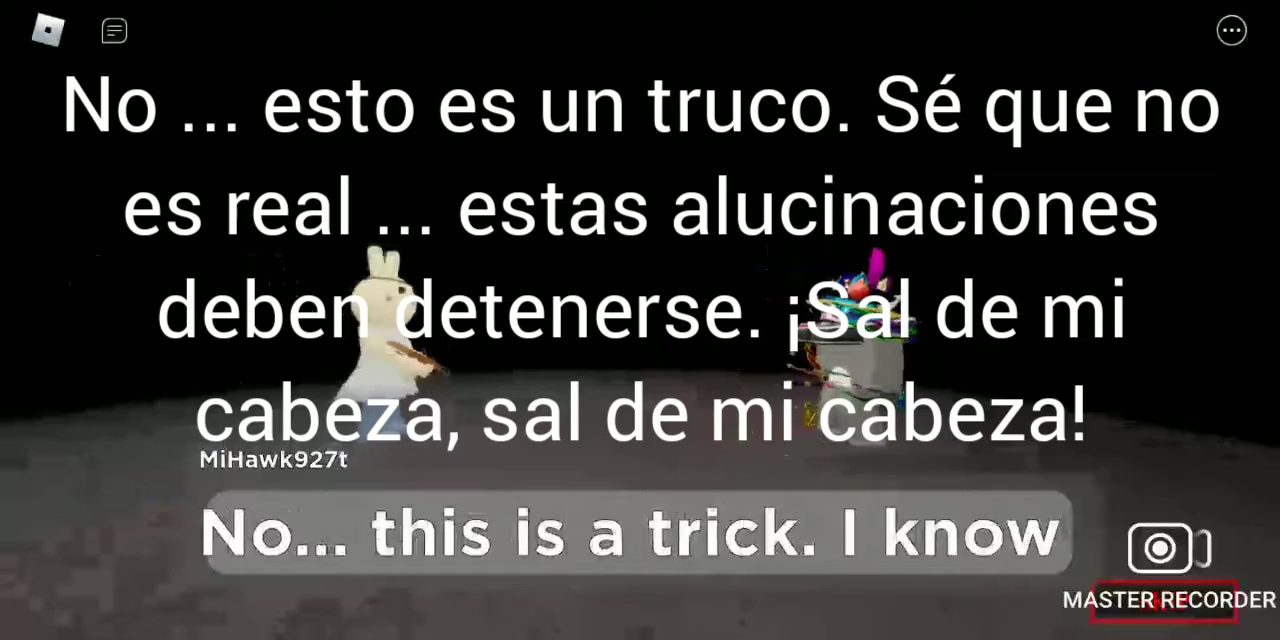 No ... esto es un truco. Sé que no
es real ... estas alucinaciones
deben detenerse. ¡Sal de mi
cabeza, sal de mi cabeza!
MiHawk927t
No... this is a trick. I know
MASTER RECORDER